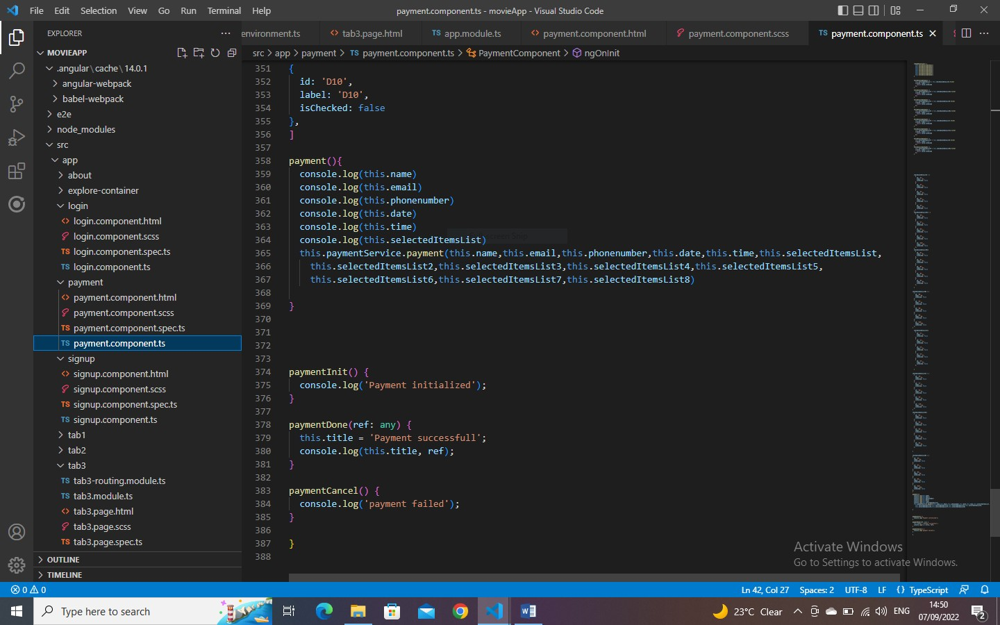 File Edit Selection View Go Run Terminal Help
payment.component.ts - movieApp - Visual Studio Code
EXPLORER
environment.ts
tab3.page.html
TS app.module.ts
payment.component.html
payment.component.scss
TS payment.component.ts
src > app > payment > TS payment.component.ts > PaymentComponent > ngOnInit
MOVIEAPP
.angular\cache\14.0.1
angular-webpack
babel-webpack
e2e
node_modules
src
app
about
explore-container
login
login.component.html
login.component.scss
TS login.component.spec.ts
TS login.component.ts
payment
payment.component.html
payment.component.scss
TS payment.component.spec.ts
TS payment.component.ts
signup
signup.component.html
signup.component.scss
TS signup.component.spec.ts
TS signup.component.ts
tab1
tab2
tab3
TS tab3-routing.module.ts
TS tab3.module.ts
tab3.page.html
tab3.page.scss
TS tab3.page.spec.ts
OUTLINE
TIMELINE
351 {
352 id: 'D10',
353 label: 'D10',
354 isChecked: false
355 },
356 ]
357
358 payment(){
359 console.log(this.name)
360 console.log(this.email)
361 console.log(this.phonenumber)
362 console.log(this.date)
363 console.log(this.time)
364 console.log(this.selectedItemsList)
365 this.paymentService.payment(this.name,this.email,this.phonenumber,this.date,this.time,this.selectedItemsList,
366 this.selectedItemsList2,this.selectedItemsList3,this.selectedItemsList4,this.selectedItemsList5,
367 this.selectedItemsList6,this.selectedItemsList7,this.selectedItemsList8)
368
369 }
370
371
372
373
374 paymentInit() {
375 console.log('Payment initialized');
376 }
377
378 paymentDone(ref: any) {
379 this.title = 'Payment successfull';
380 console.log(this.title, ref);
381 }
382
383 paymentCancel() {
384 console.log('payment failed');
385 }
386
387 }
388
Activate Windows
Go to Settings to activate Windows.
0 0
Ln 42, Col 27 Spaces: 2 UTF-8 LF {} TypeScript
Type here to search
23°C Clear
ENG
14:50
07/09/2022
2